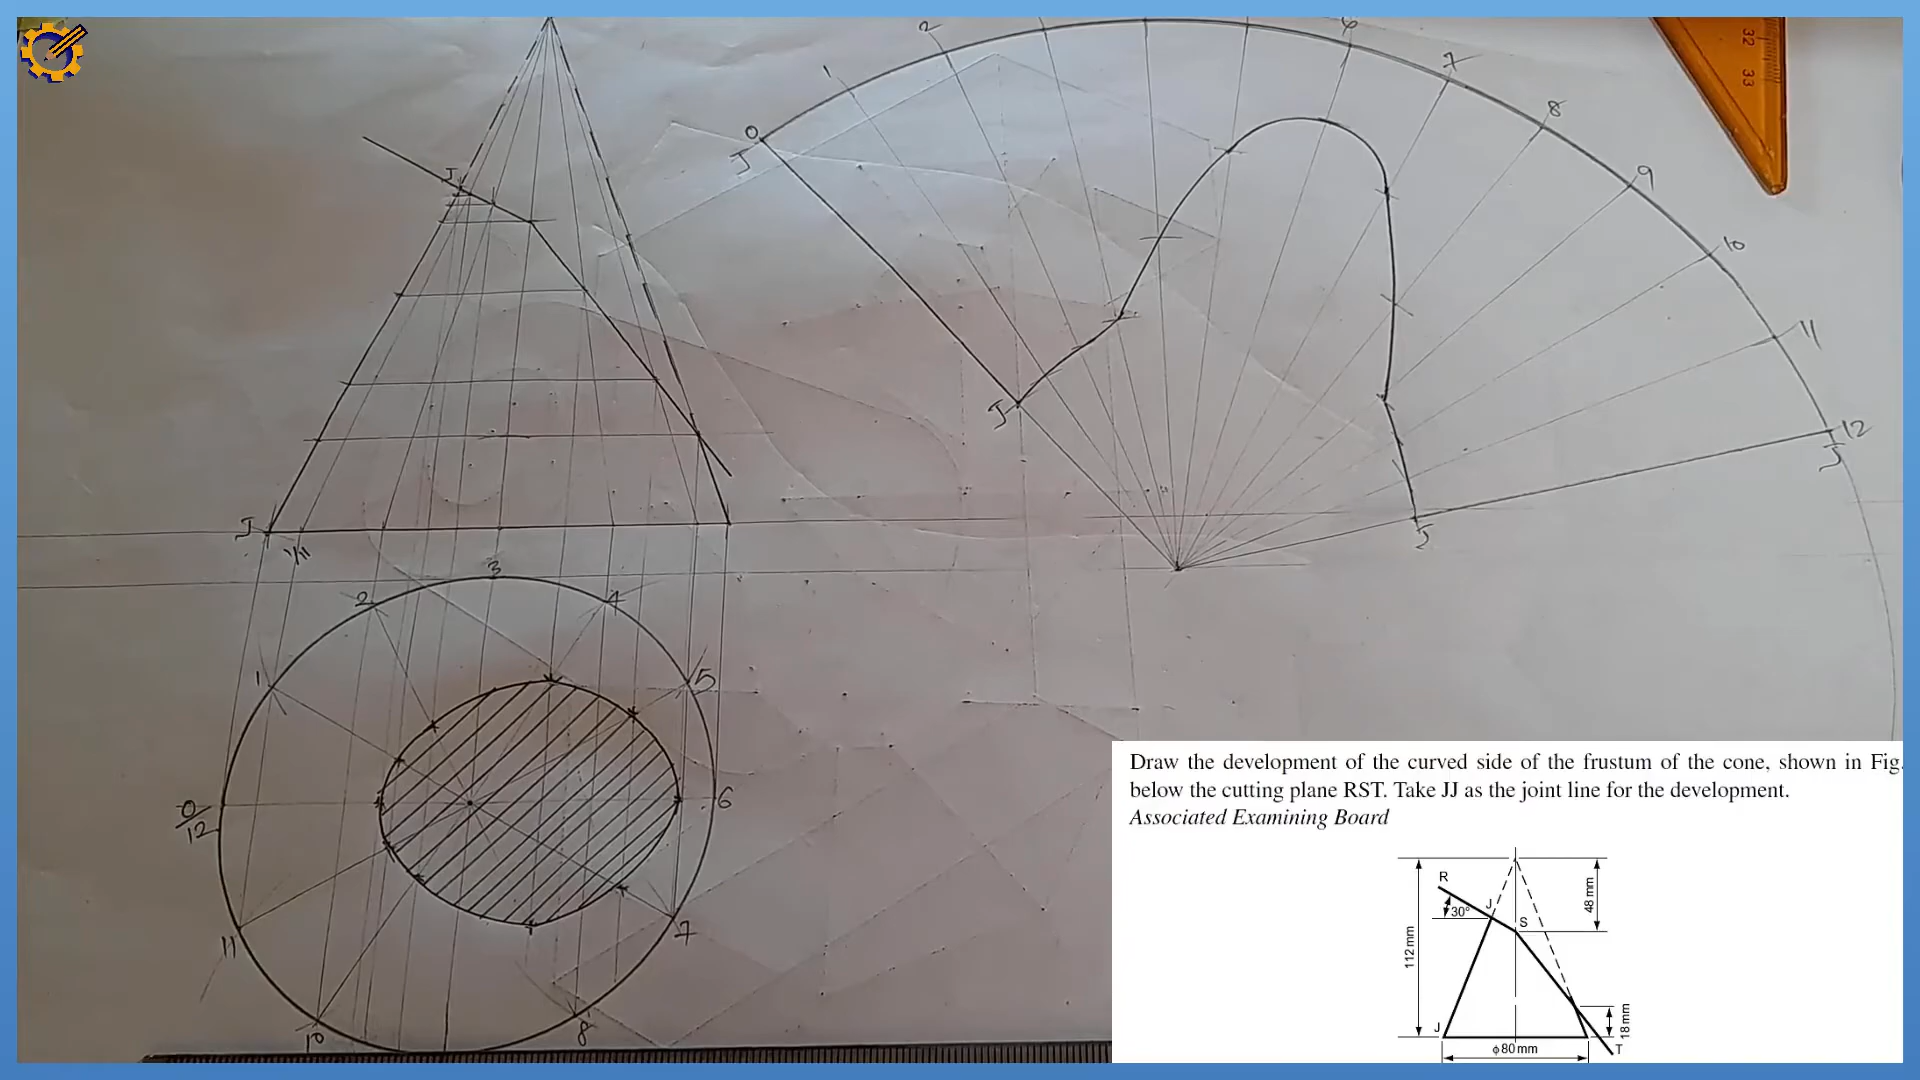 2
6
7
1
8
0
J
9
J
10
11
J
12
J
J
J
1/11
3
2
4
1
5
0/12
6
11
7
10
8
32
33
Draw the development of the curved side of the frustum of the cone, shown in Fig.
below the cutting plane RST. Take JJ as the joint line for the development.
Associated Examining Board
R
48 mm
30°
J
S
112 mm
18 mm
J
ϕ80 mm
T